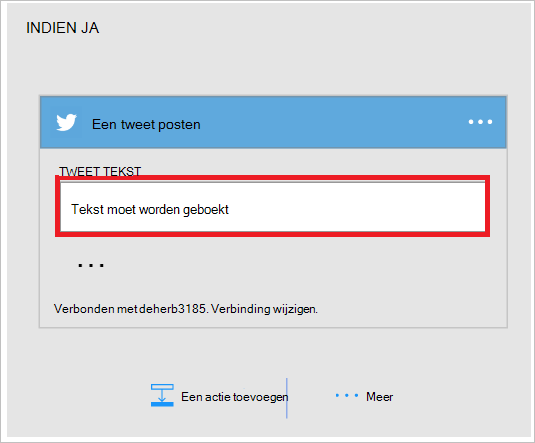 INDIEN JA
Een tweet posten
TWEET TEKST
Tekst moet worden geboekt
Verbonden met deherb3185. Verbinding wijzigen.
Een actie toevoegen
Meer